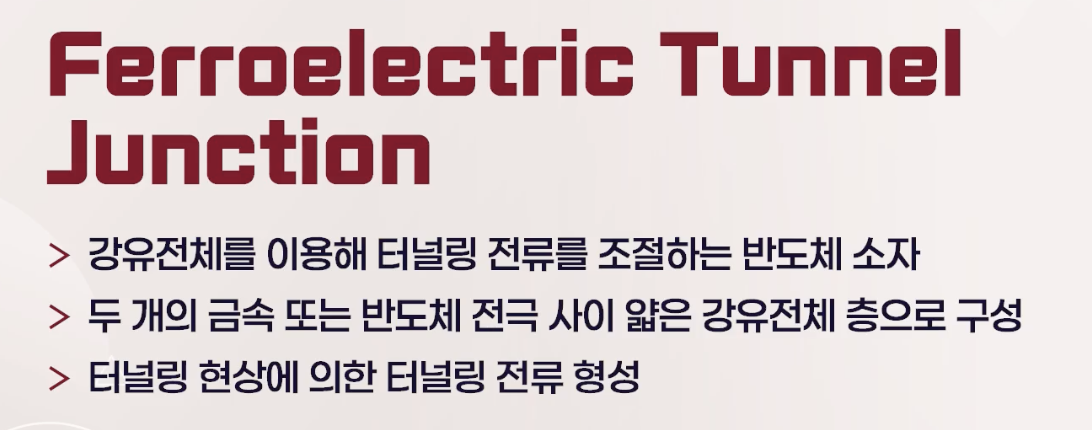 Ferroelectric Tunnel
Junction
> 강유전체를 이용해 터널링 전류를 조절하는 반도체 소자
> 두 개의 금속 또는 반도체 전극 사이 얇은 강유전체 층으로 구성
> 터널링 현상에 의한 터널링 전류 형성